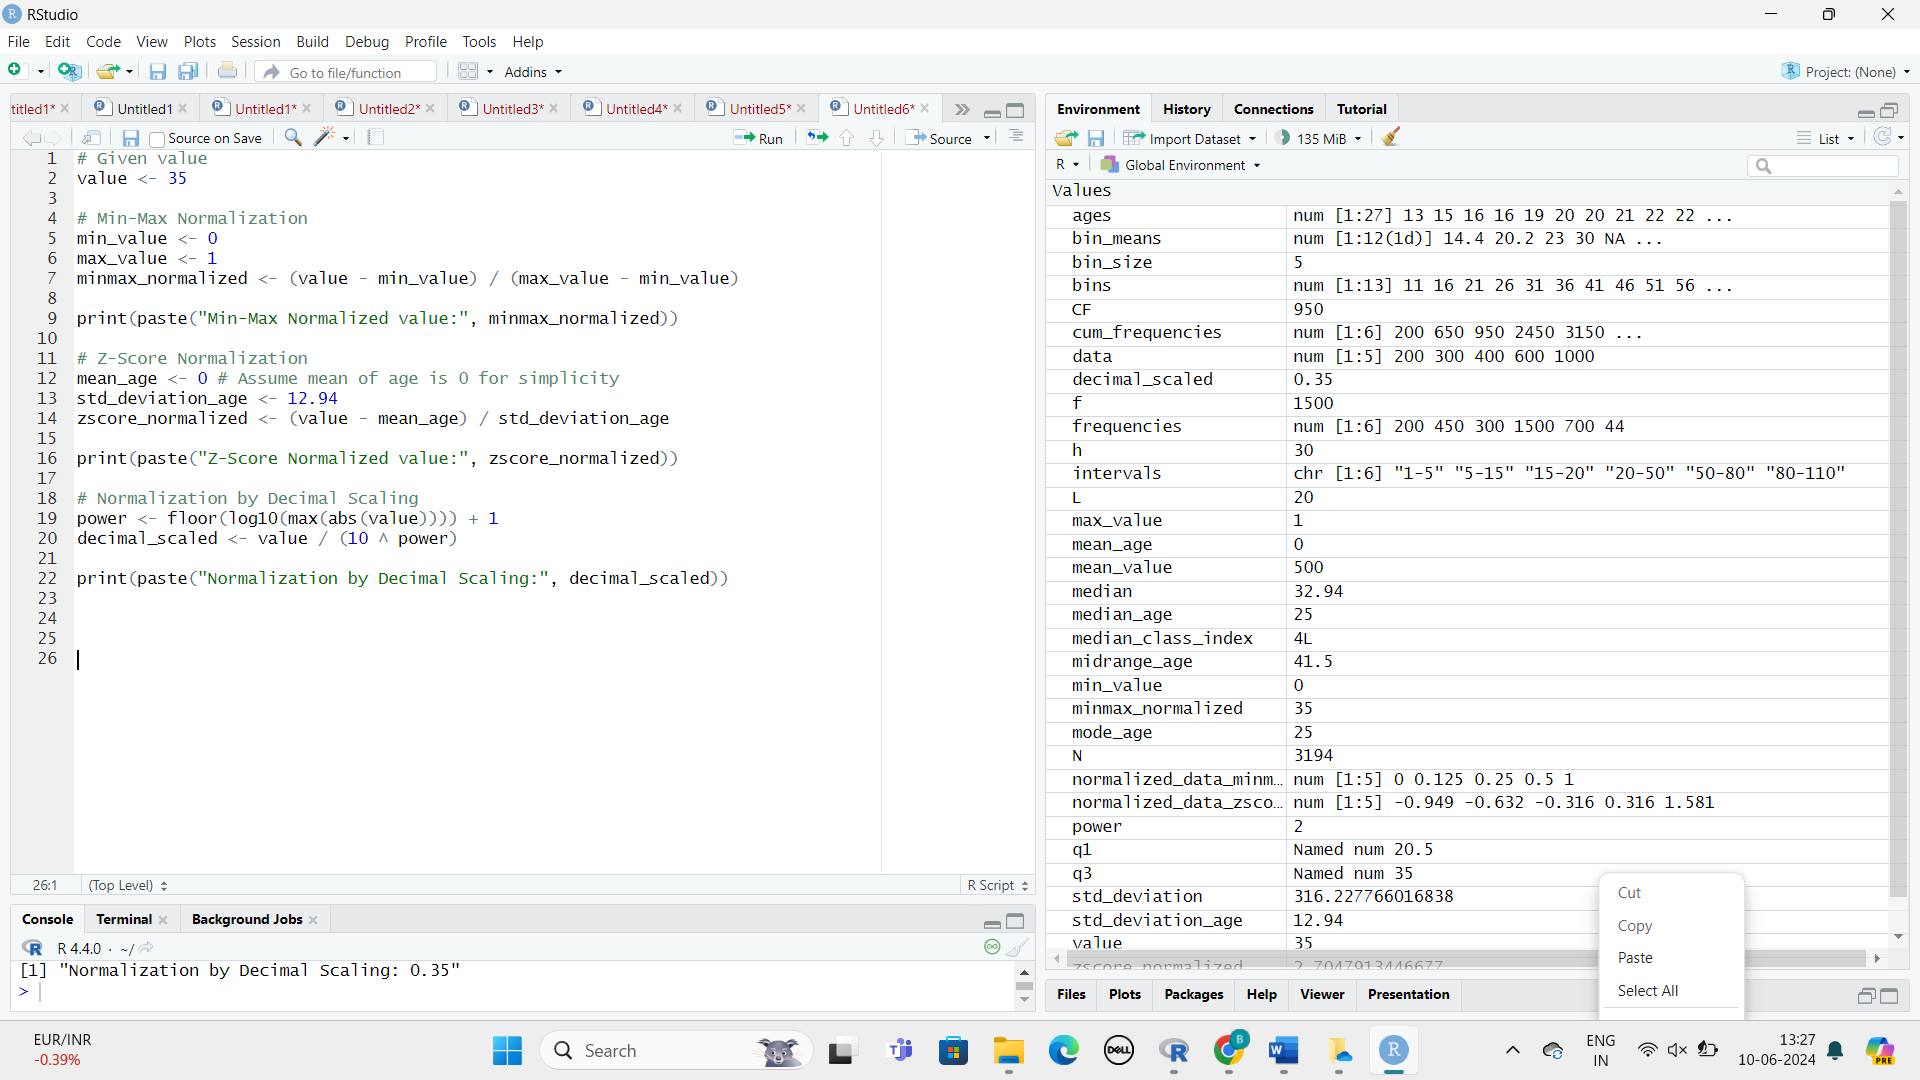 RStudio
File Edit Code View Plots Session Build Debug Profile Tools Help
Go to file/function Addins Project: (None)
titled1* Untitled1 Untitled1* Untitled2* Untitled3* Untitled4* Untitled5* Untitled6*
Source on Save Run Source
1 # Given value
2 value <- 35
3
4 # Min-Max Normalization
5 min_value <- 0
6 max_value <- 1
7 minmax_normalized <- (value - min_value) / (max_value - min_value)
8
9 print(paste("Min-Max Normalized value:", minmax_normalized))
10
11 # Z-Score Normalization
12 mean_age <- 0 # Assume mean of age is 0 for simplicity
13 std_deviation_age <- 12.94
14 zscore_normalized <- (value - mean_age) / std_deviation_age
15
16 print(paste("Z-Score Normalized value:", zscore_normalized))
17
18 # Normalization by Decimal Scaling
19 power <- floor(log10(max(abs(value)))) + 1
20 decimal_scaled <- value / (10 ^ power)
21
22 print(paste("Normalization by Decimal Scaling:", decimal_scaled))
23
24
25
26
26:1 (Top Level) R Script
Console Terminal Background Jobs
R 4.4.0 · ~/
[1] "Normalization by Decimal Scaling: 0.35"
>
Environment History Connections Tutorial
Import Dataset 135 MiB List
R Global Environment
Values
ages num [1:27] 13 15 16 16 19 20 20 21 22 22 ...
bin_means num [1:12(1d)] 14.4 20.2 23 30 NA ...
bin_size 5
bins num [1:13] 11 16 21 26 31 36 41 46 51 56 ...
CF 950
cum_frequencies num [1:6] 200 650 950 2450 3150 ...
data num [1:5] 200 300 400 600 1000
decimal_scaled 0.35
f 1500
frequencies num [1:6] 200 450 300 1500 700 44
h 30
intervals chr [1:6] "1-5" "5-15" "15-20" "20-50" "50-80" "80-110"
L 20
max_value 1
mean_age 0
mean_value 500
median 32.94
median_age 25
median_class_index 4L
midrange_age 41.5
min_value 0
minmax_normalized 35
mode_age 25
N 3194
normalized_data_minm… num [1:5] 0 0.125 0.25 0.5 1
normalized_data_zsco… num [1:5] -0.949 -0.632 -0.316 0.316 1.581
power 2
q1 Named num 20.5
q3 Named num 35
std_deviation 316.227766016838
std_deviation_age 12.94
value 35
zscore_normalized 2.7047913446677
Files Plots Packages Help Viewer Presentation
Cut
Copy
Paste
Select All
EUR/INR
-0.39%
Search
DELL
B
PRE
ENG
IN
13:27
10-06-2024